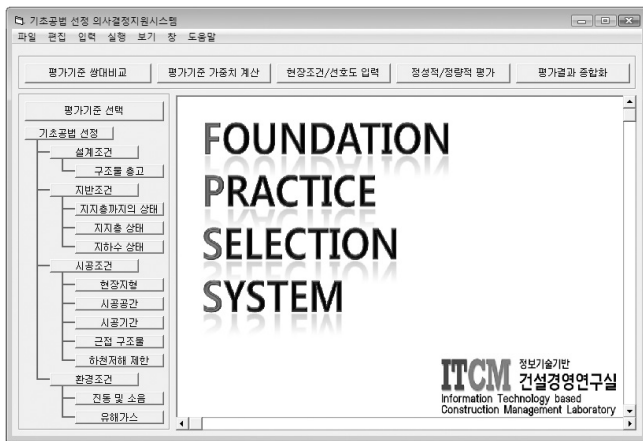 기초공법 선정 의사결정지원시스템
파일 편집 입력 실행 보기 창 도움말
평가기준 쌍대비교 평가기준 가중치 계산 현장조건/선호도 입력 정성적/정량적 평가 평가결과 종합화
평가기준 선택
기초공법 선정
설계조건
구조물 층고
지반조건
지지층까지의 상태
지지층 상태
지하수 상태
시공조건
현장지형
시공공간
시공기간
근접 구조물
하천저해 제한
환경조건
진동 및 소음
유해가스
FOUNDATION
PRACTICE
SELECTION
SYSTEM
ITCM 정보기술기반
건설경영연구실
Information Technology based
Construction Management Laboratory